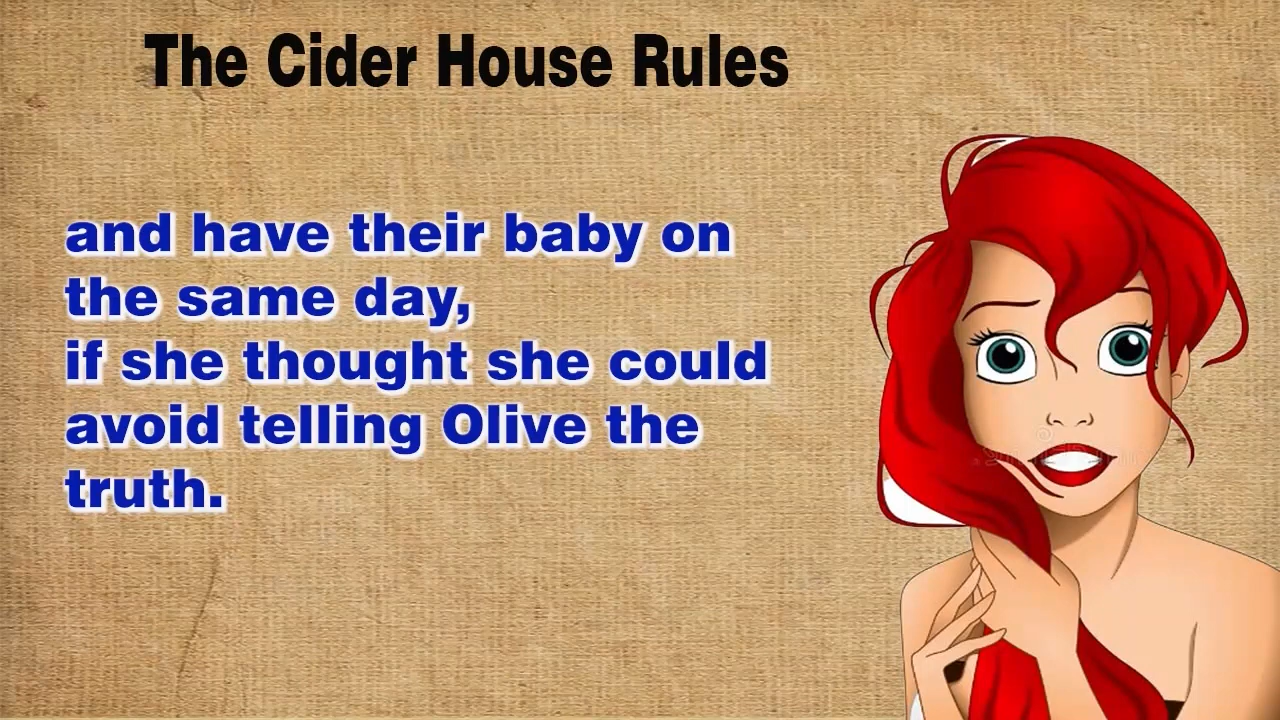 The Cider House Rules
and have their baby on
the same day,
if she thought she could
avoid telling Olive the
truth.